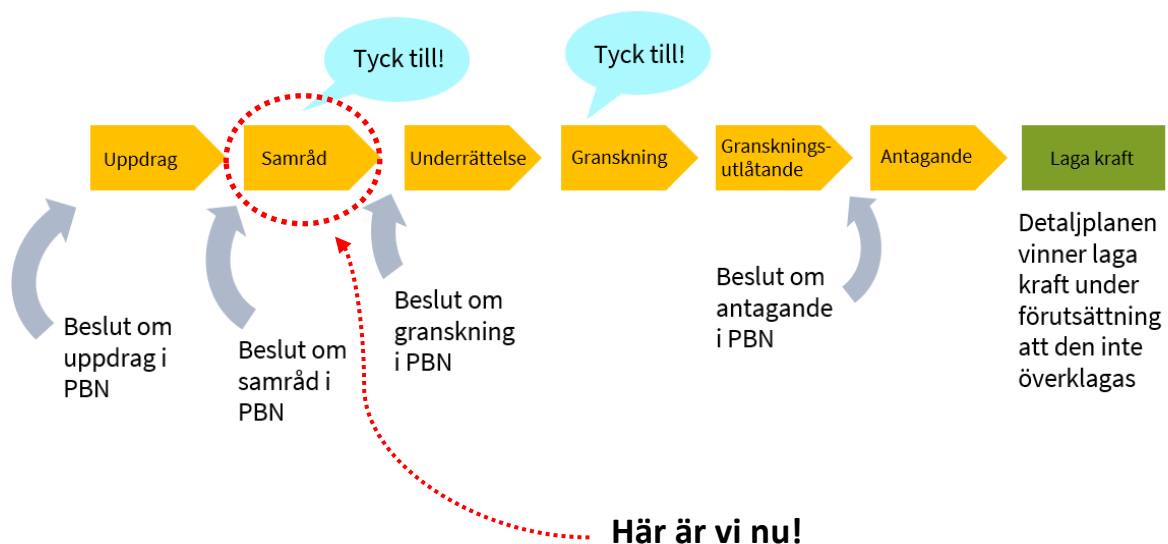 Tyck till!
Tyck till!
Uppdrag
Samråd
Underrättelse
Granskning
Gransknings-
utlåtande
Antagande
Laga kraft
Beslut om
uppdrag i
PBN
Beslut om
samråd i
PBN
Beslut om
granskning
i PBN
Beslut om
antagande
i PBN
Detaljplanen
vinner laga
kraft under
förutsättning
att den inte
överklagas
Här är vi nu!